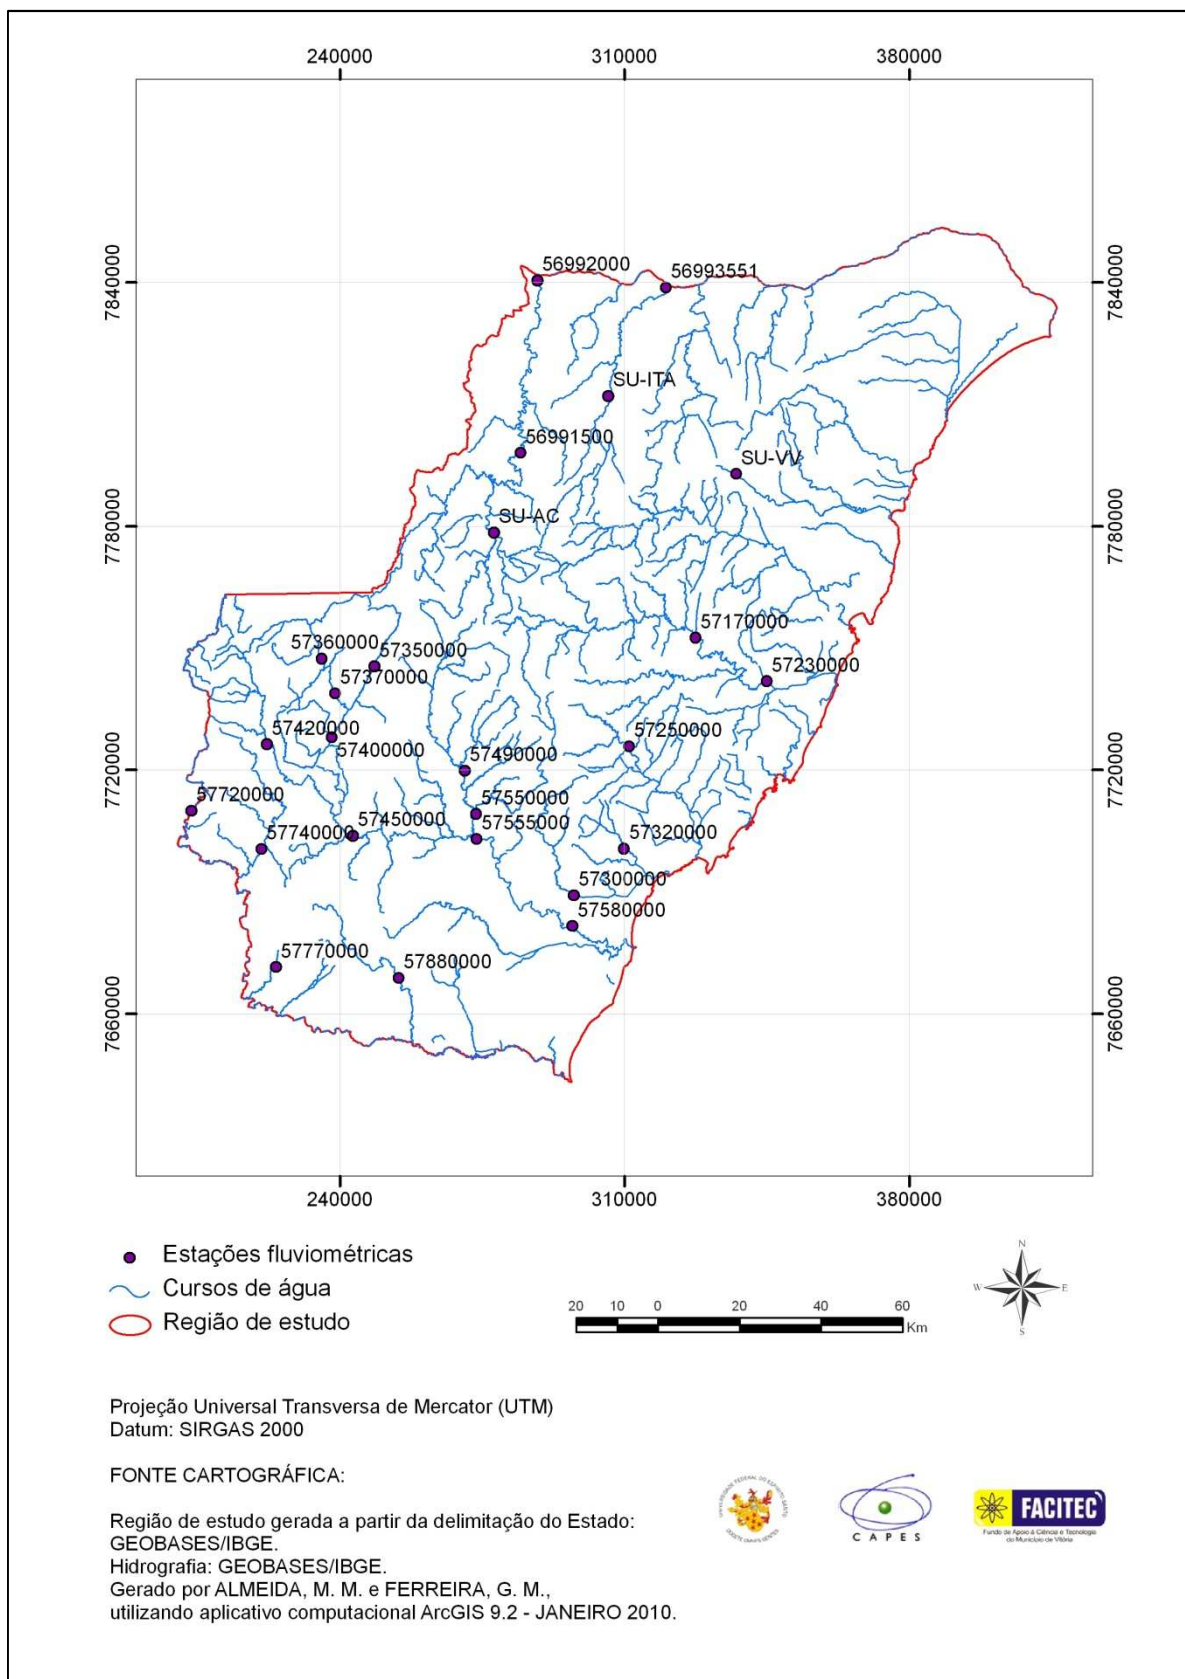 240000 310000 380000
7840000 7840000
56992000
56993551
SU-ITA
56991500
SU-VV
SU-AC
7780000 7780000
57170000
57360000
57350000
57230000
57370000
57420000
57400000
57250000
57490000
7720000 7720000
57720000
57550000
57450000
57740000
57555000
57320000
57300000
57580000
57770000
57880000
7660000 7660000
240000 310000 380000
Estações fluviométricas
Cursos de água
Região de estudo
20 10 0 20 40 60
Km
N
W E
S
Projeção Universal Transversa de Mercator (UTM)
Datum: SIRGAS 2000
FONTE CARTOGRÁFICA:
Região de estudo gerada a partir da delimitação do Estado:
GEOBASES/IBGE.
Hidrografia: GEOBASES/IBGE.
Gerado por ALMEIDA, M. M. e FERREIRA, G. M.,
utilizando aplicativo computacional ArcGIS 9.2 - JANEIRO 2010.
CAPES
FACITEC
Fundo de Apoio à Ciência e Tecnologia
do Município de Vitória